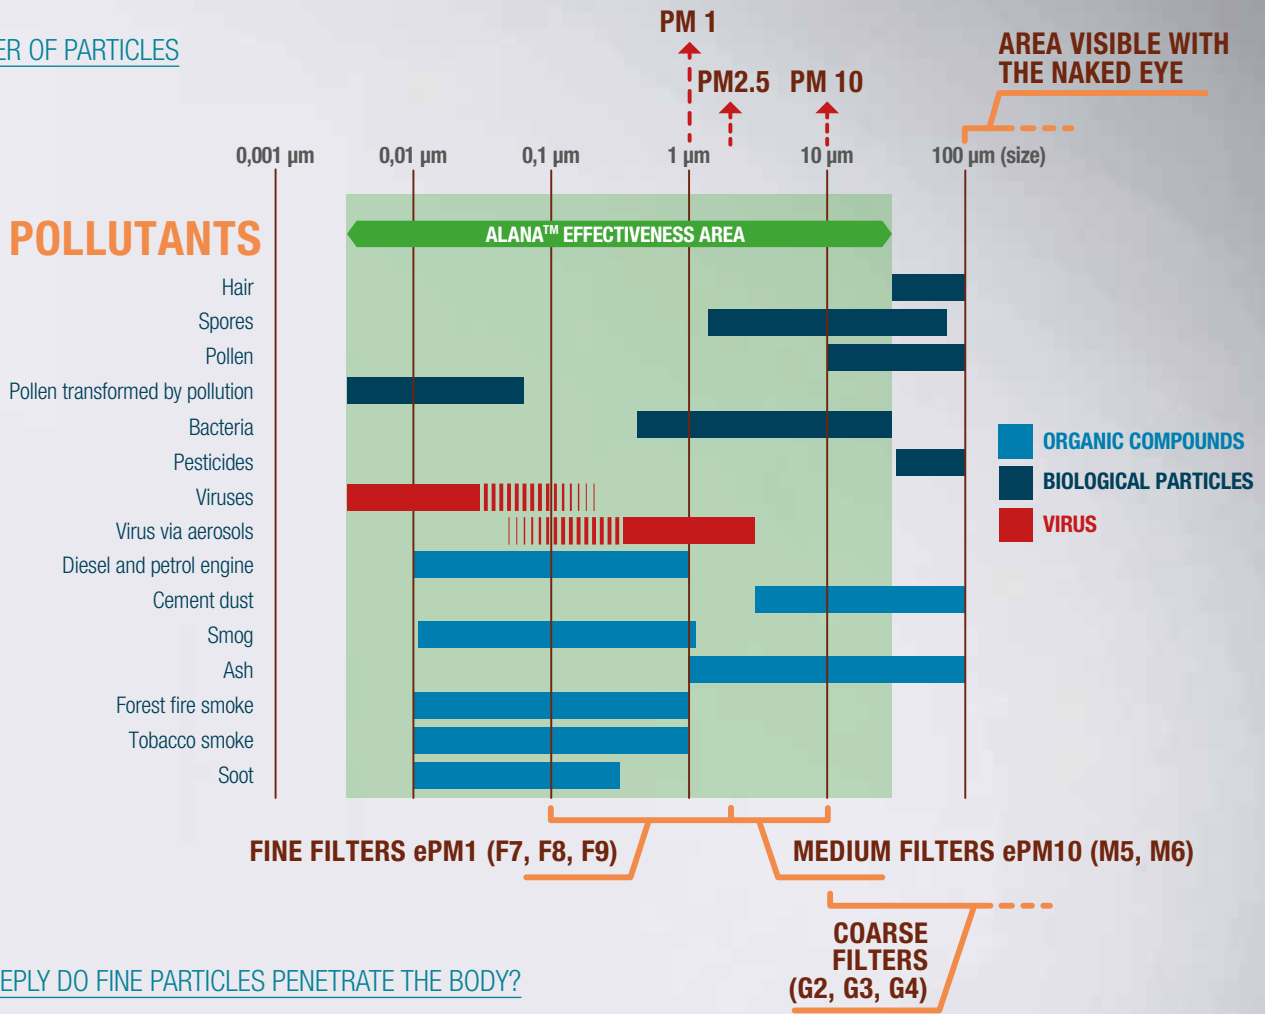 ER OF PARTICLES
PM 1
PM2.5
PM 10
AREA VISIBLE WITH
THE NAKED EYE
0,001 µm
0,01 µm
0,1 µm
1 µm
10 µm
100 µm (size)
POLLUTANTS
ALANA™ EFFECTIVENESS AREA
Hair
Spores
Pollen
Pollen transformed by pollution
Bacteria
Pesticides
Viruses
Virus via aerosols
Diesel and petrol engine
Cement dust
Smog
Ash
Forest fire smoke
Tobacco smoke
Soot
ORGANIC COMPOUNDS
BIOLOGICAL PARTICLES
VIRUS
FINE FILTERS ePM1 (F7, F8, F9)
MEDIUM FILTERS ePM10 (M5, M6)
COARSE
FILTERS
(G2, G3, G4)
EPLY DO FINE PARTICLES PENETRATE THE BODY?